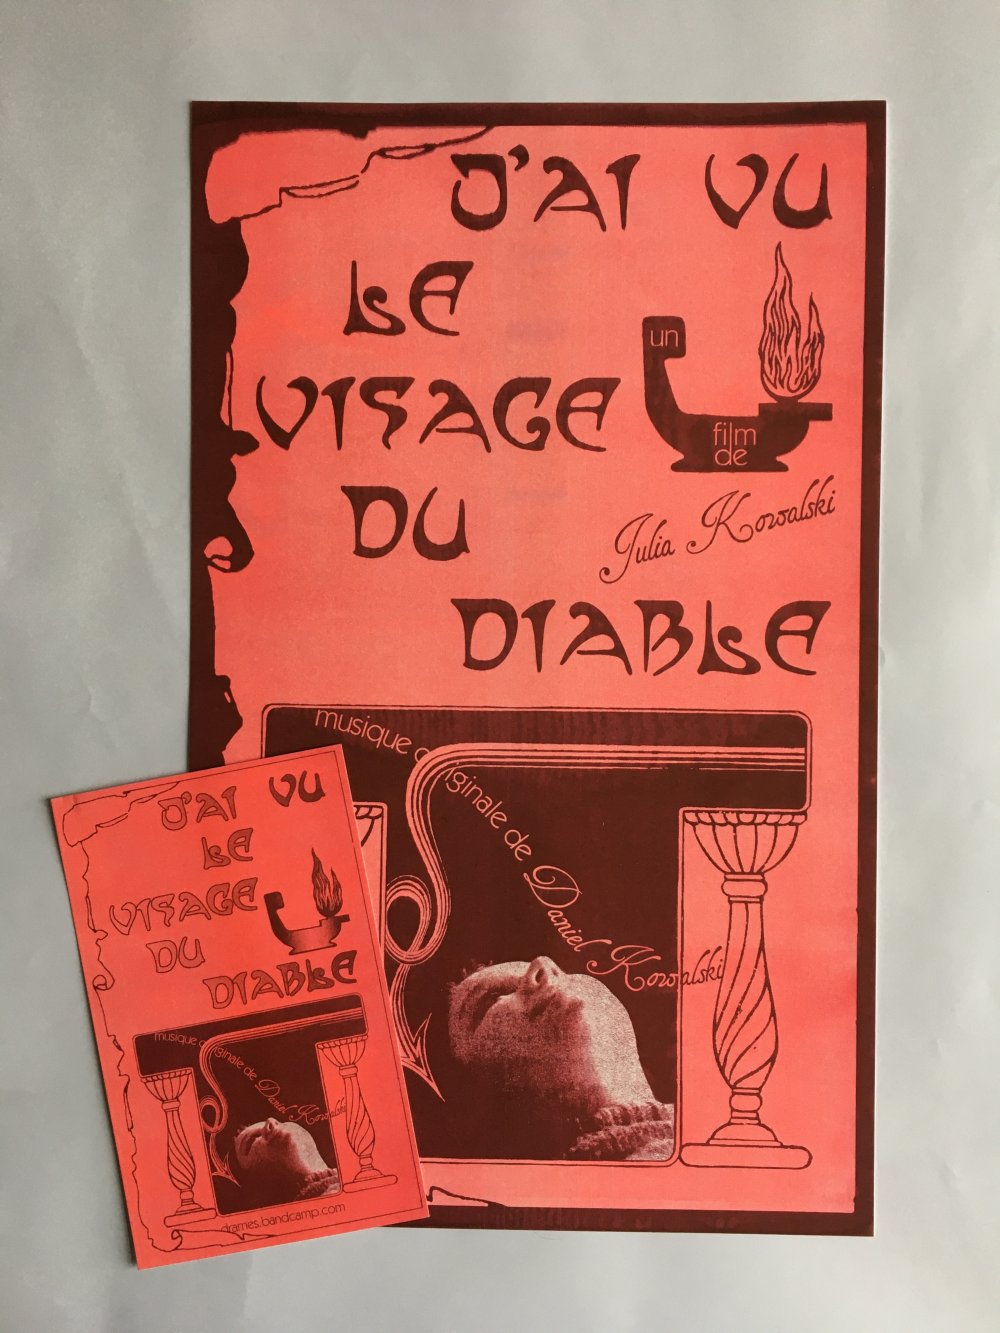 J'AI VU
LE
VISAGE
DU
DIABLE
un
film
de
Julia Kowalski
musique originale de Daniel Kowalski
J'AI VU
LE
VISAGE
DU
DIABLE
musique originale de Daniel Kowalski
drames.bandcamp.com